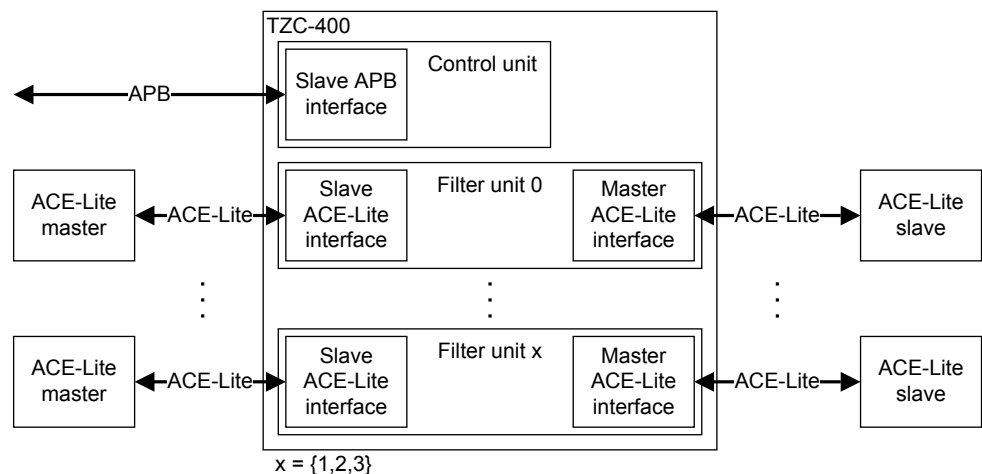 TZC-400
Control unit
Slave APB
interface
APB
ACE-Lite
master
ACE-Lite
Slave
ACE-Lite
interface
Filter unit 0
Master
ACE-Lite
interface
ACE-Lite
ACE-Lite
slave
ACE-Lite
master
ACE-Lite
Slave
ACE-Lite
interface
Filter unit x
Master
ACE-Lite
interface
ACE-Lite
ACE-Lite
slave
x = {1,2,3}